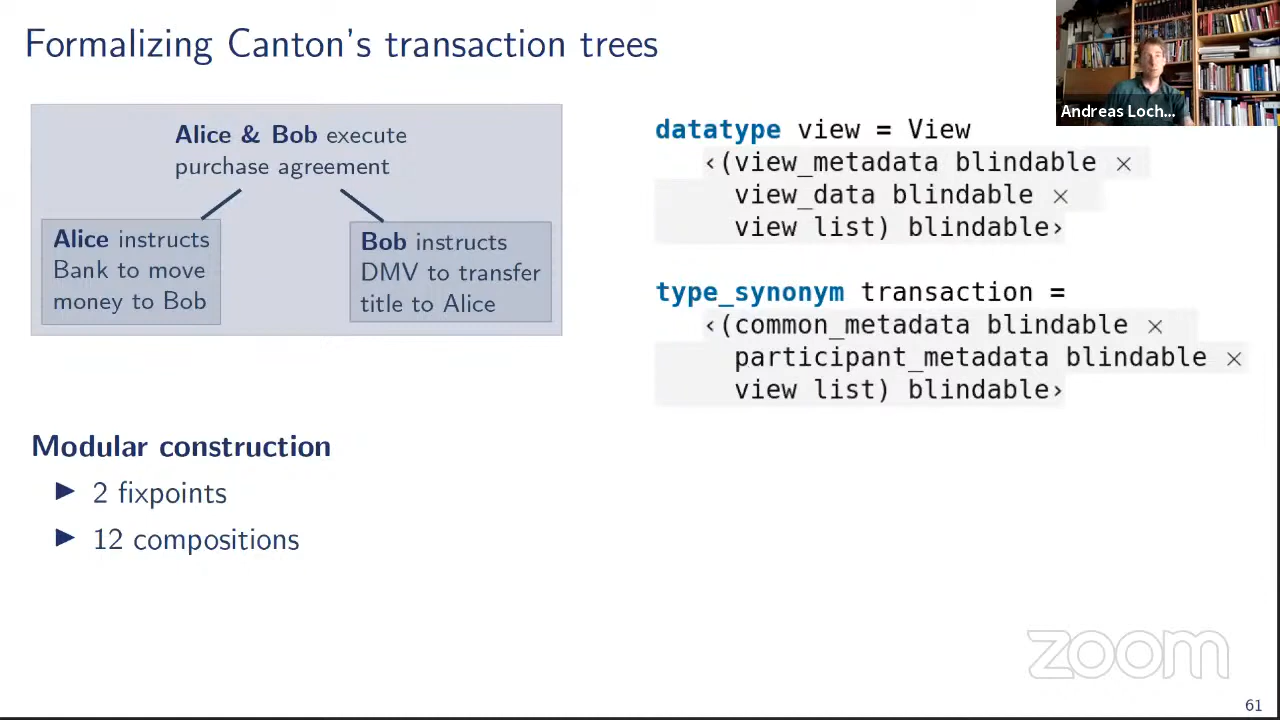 Formalizing Canton's transaction trees
Alice & Bob execute
purchase agreement
Alice instructs
Bank to move
money to Bob
Bob instructs
DMV to transfer
title to Alice
Modular construction
▶ 2 fixpoints
▶ 12 compositions
datatype view = View
‹(view_metadata blindable ×
view_data blindable ×
view list) blindable›
type_synonym transaction =
‹(common_metadata blindable ×
participant_metadata blindable ×
view list) blindable›
Andreas Loch...
zoom
61